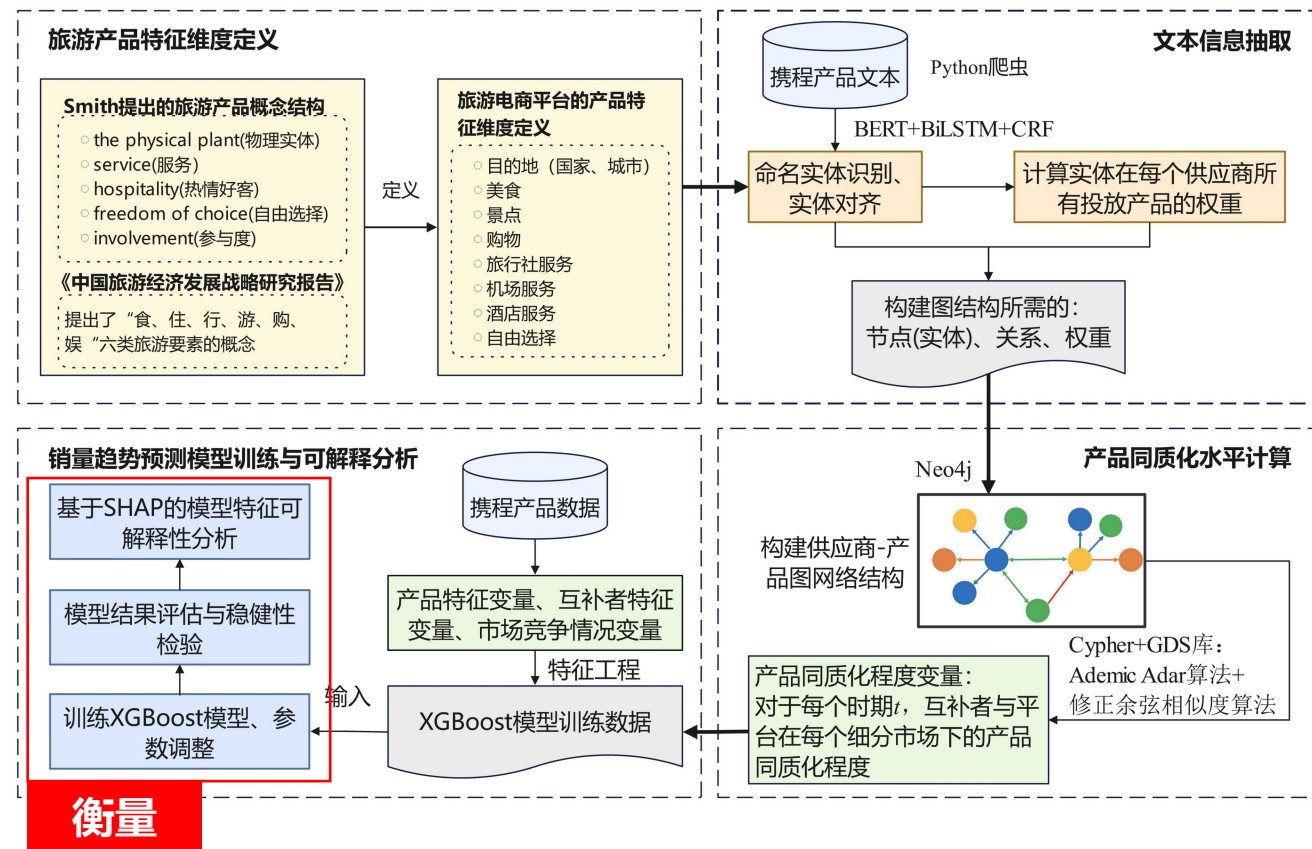 旅游产品特征维度定义
Smith提出的旅游产品概念结构
the physical plant(物理实体)
service(服务)
hospitality(热情好客)
freedom of choice(自由选择)
involvement(参与度)
《中国旅游经济发展战略研究报告》
提出了“食、住、行、游、购、
娱“六类旅游要素的概念
定义
旅游电商平台的产品特
征维度定义
目的地（国家、城市）
美食
景点
购物
旅行社服务
机场服务
酒店服务
自由选择
文本信息抽取
携程产品文本
Python爬虫
BERT+BiLSTM+CRF
命名实体识别、
实体对齐
计算实体在每个供应商所
有投放产品的权重
构建图结构所需的：
节点(实体)、关系、权重
产品同质化水平计算
Neo4j
构建供应商-产
品图网络结构
Cypher+GDS库：
Ademic Adar算法+
修正余弦相似度算法
产品同质化程度变量：
对于每个时期t，互补者与平
台在每个细分市场下的产品
同质化程度
销量趋势预测模型训练与可解释分析
携程产品数据
产品特征变量、互补者特征
变量、市场竞争情况变量
特征工程
XGBoost模型训练数据
输入
基于SHAP的模型特征可
解释性分析
模型结果评估与稳健性
检验
训练XGBoost模型、参
数调整
衡量